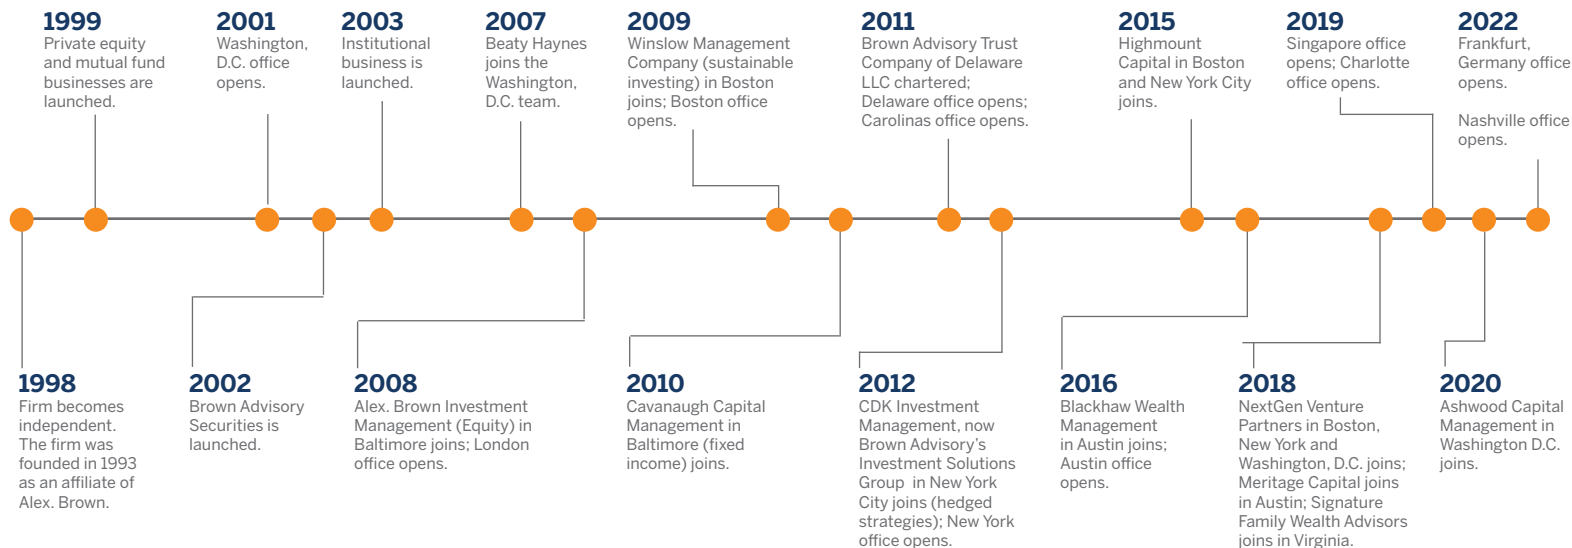 1999
Private equity
and mutual fund
businesses are
launched.
2001
Washington,
D.C. office
opens.
2003
Institutional
business is
launched.
2007
Beaty Haynes
joins the
Washington,
D.C. team.
2009
Winslow Management
Company (sustainable
investing) in Boston
joins; Boston office
opens.
2011
Brown Advisory Trust
Company of Delaware
LLC chartered;
Delaware office opens;
Carolinas office opens.
2015
Highmount
Capital in Boston
and New York City
joins.
2019
Singapore office
opens; Charlotte
office opens.
2022
Frankfurt,
Germany office
opens.
Nashville office
opens.
1998
Firm becomes
independent.
The firm was
founded in 1993
as an affiliate of
Alex. Brown.
2002
Brown Advisory
Securities is
launched.
2008
Alex. Brown Investment
Management (Equity) in
Baltimore joins; London
office opens.
2010
Cavanaugh Capital
Management in
Baltimore (fixed
income) joins.
2012
CDK Investment
Management, now
Brown Advisory’s
Investment Solutions
Group in New York
City joins (hedged
strategies); New York
office opens.
2016
Blackhaw Wealth
Management
in Austin joins;
Austin office
opens.
2018
NextGen Venture
Partners in Boston,
New York and
Washington, D.C. joins;
Meritage Capital joins
in Austin; Signature
Family Wealth Advisors
joins in Virginia.
2020
Ashwood Capital
Management in
Washington D.C.
joins.